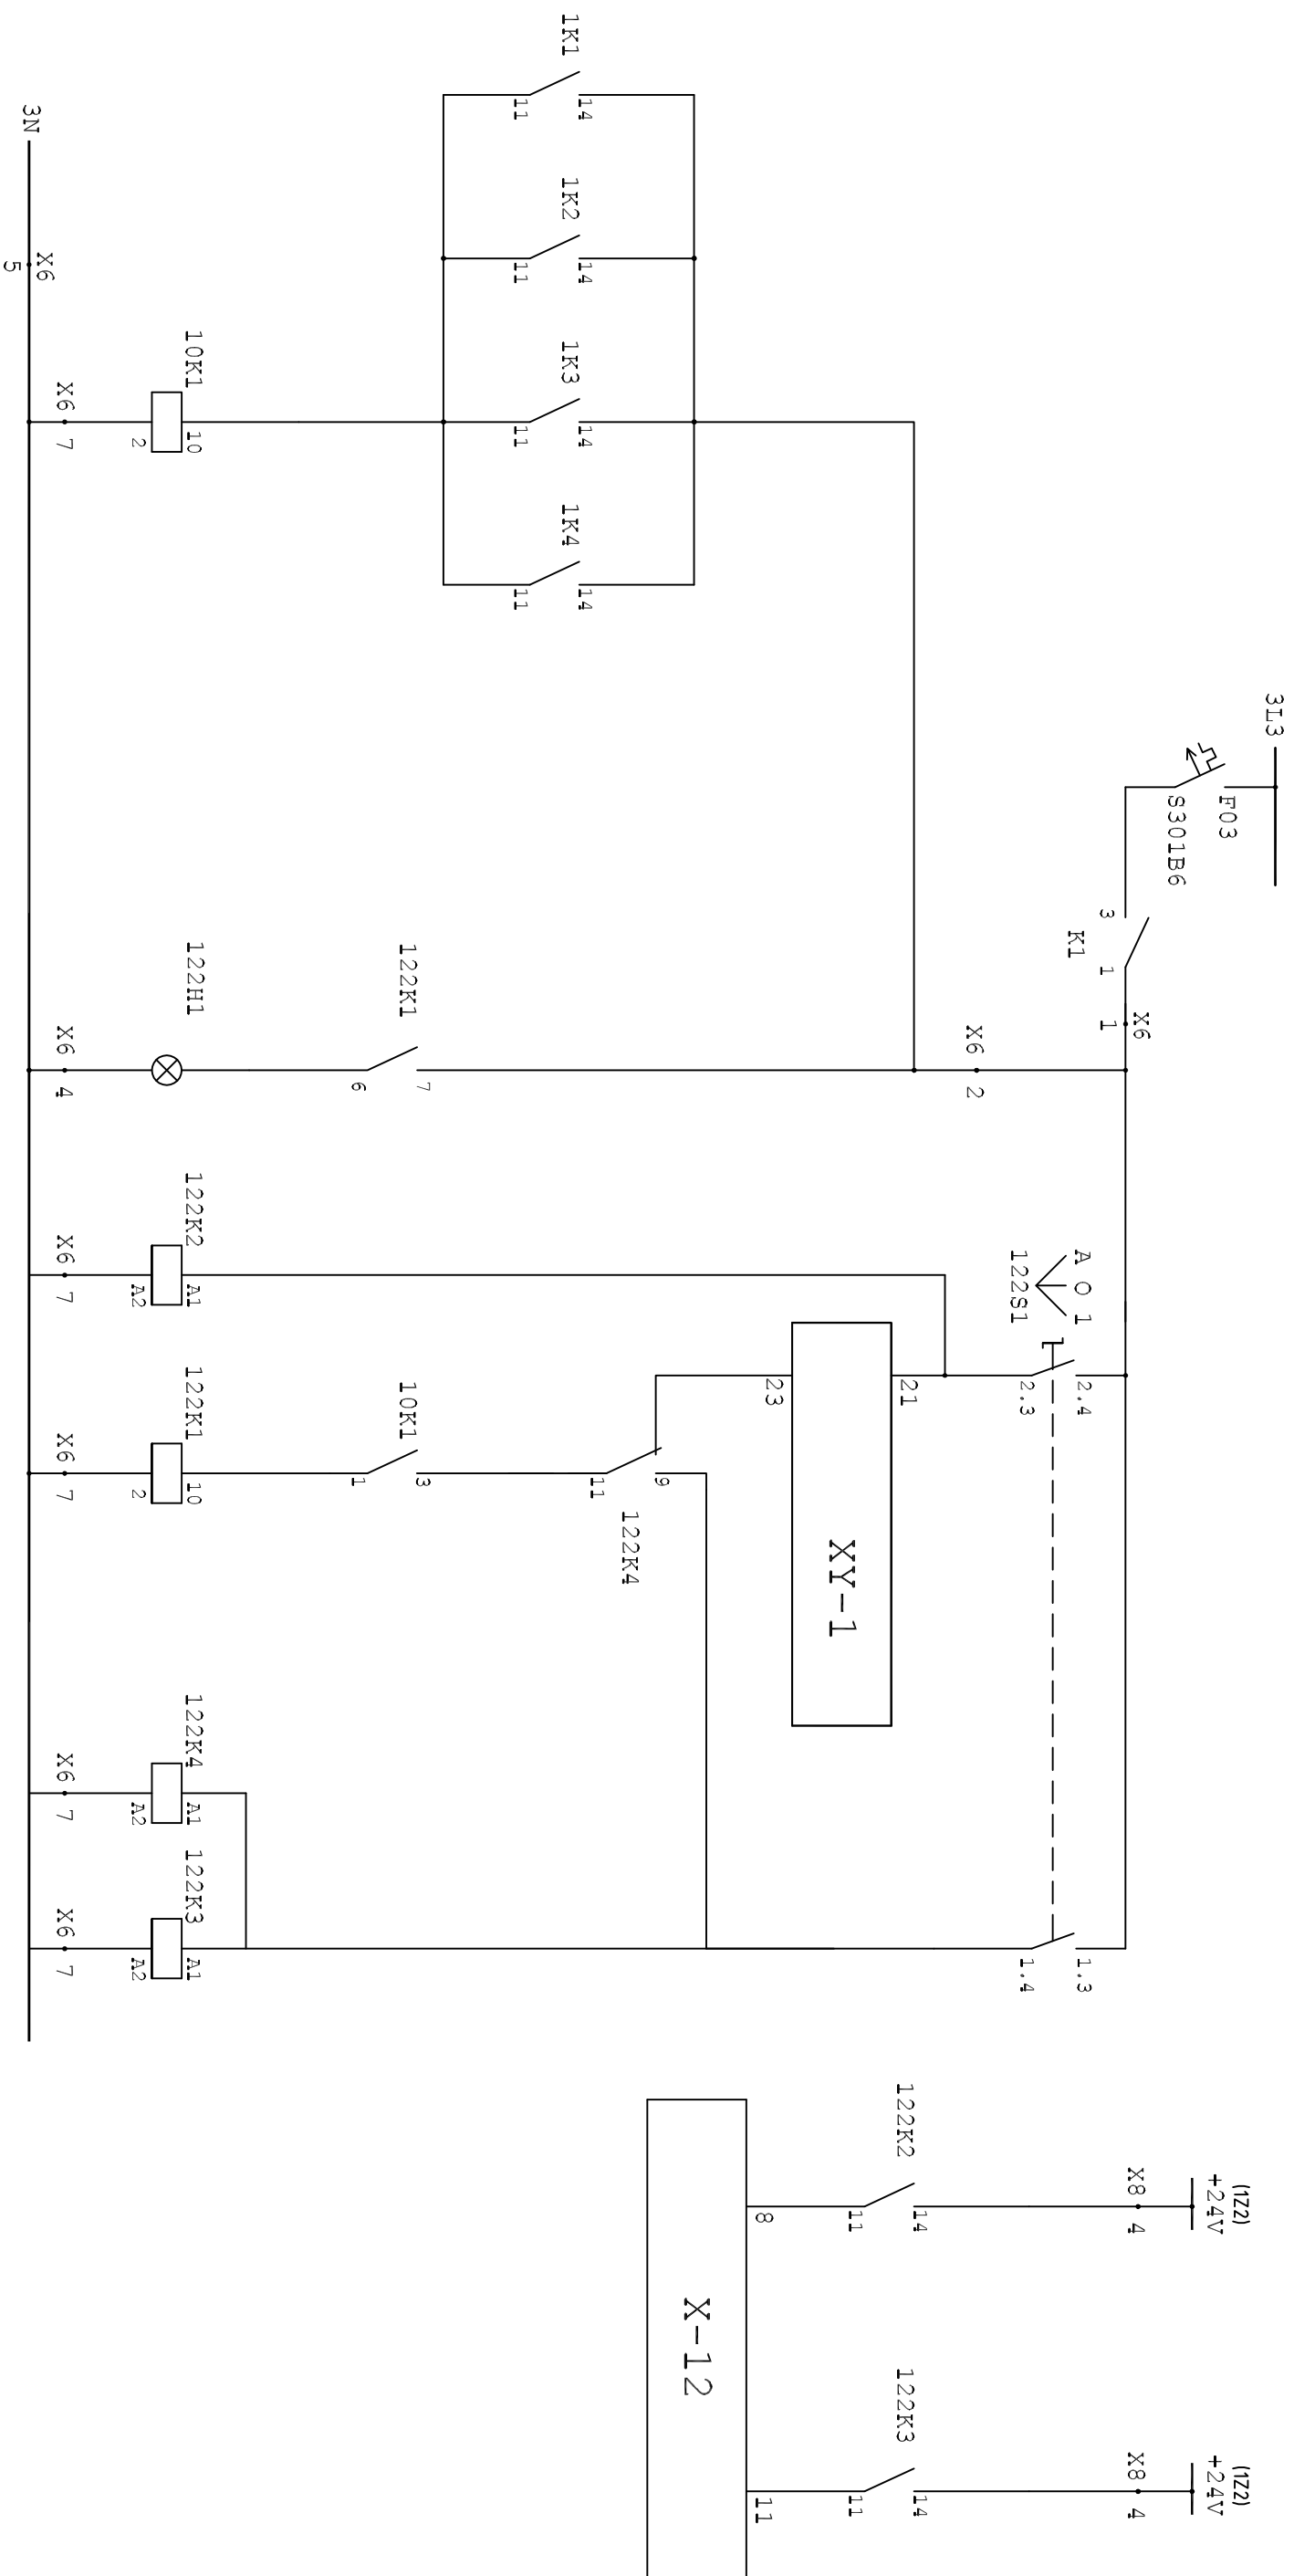 3L3
F03
S301B6
3
K1
1
X6
1
X6
2
A O 1
122S1
2.4
2.3
1.3
1.4
1K1
14
11
1K2
14
11
1K3
14
11
1K4
14
11
21
XY-1
23
9
11
122K4
122K1
7
6
10K1
3
1
10K1
10
2
122H1
122K2
A1
A2
122K1
10
2
122K4
A1
A2
122K3
A1
A2
3N
X6
5
X6
7
X6
4
X6
7
X6
7
X6
7
X6
7
(1Z2)
+24V
X8
4
122K2
14
11
8
(1Z2)
+24V
X8
4
122K3
14
11
11
X-12